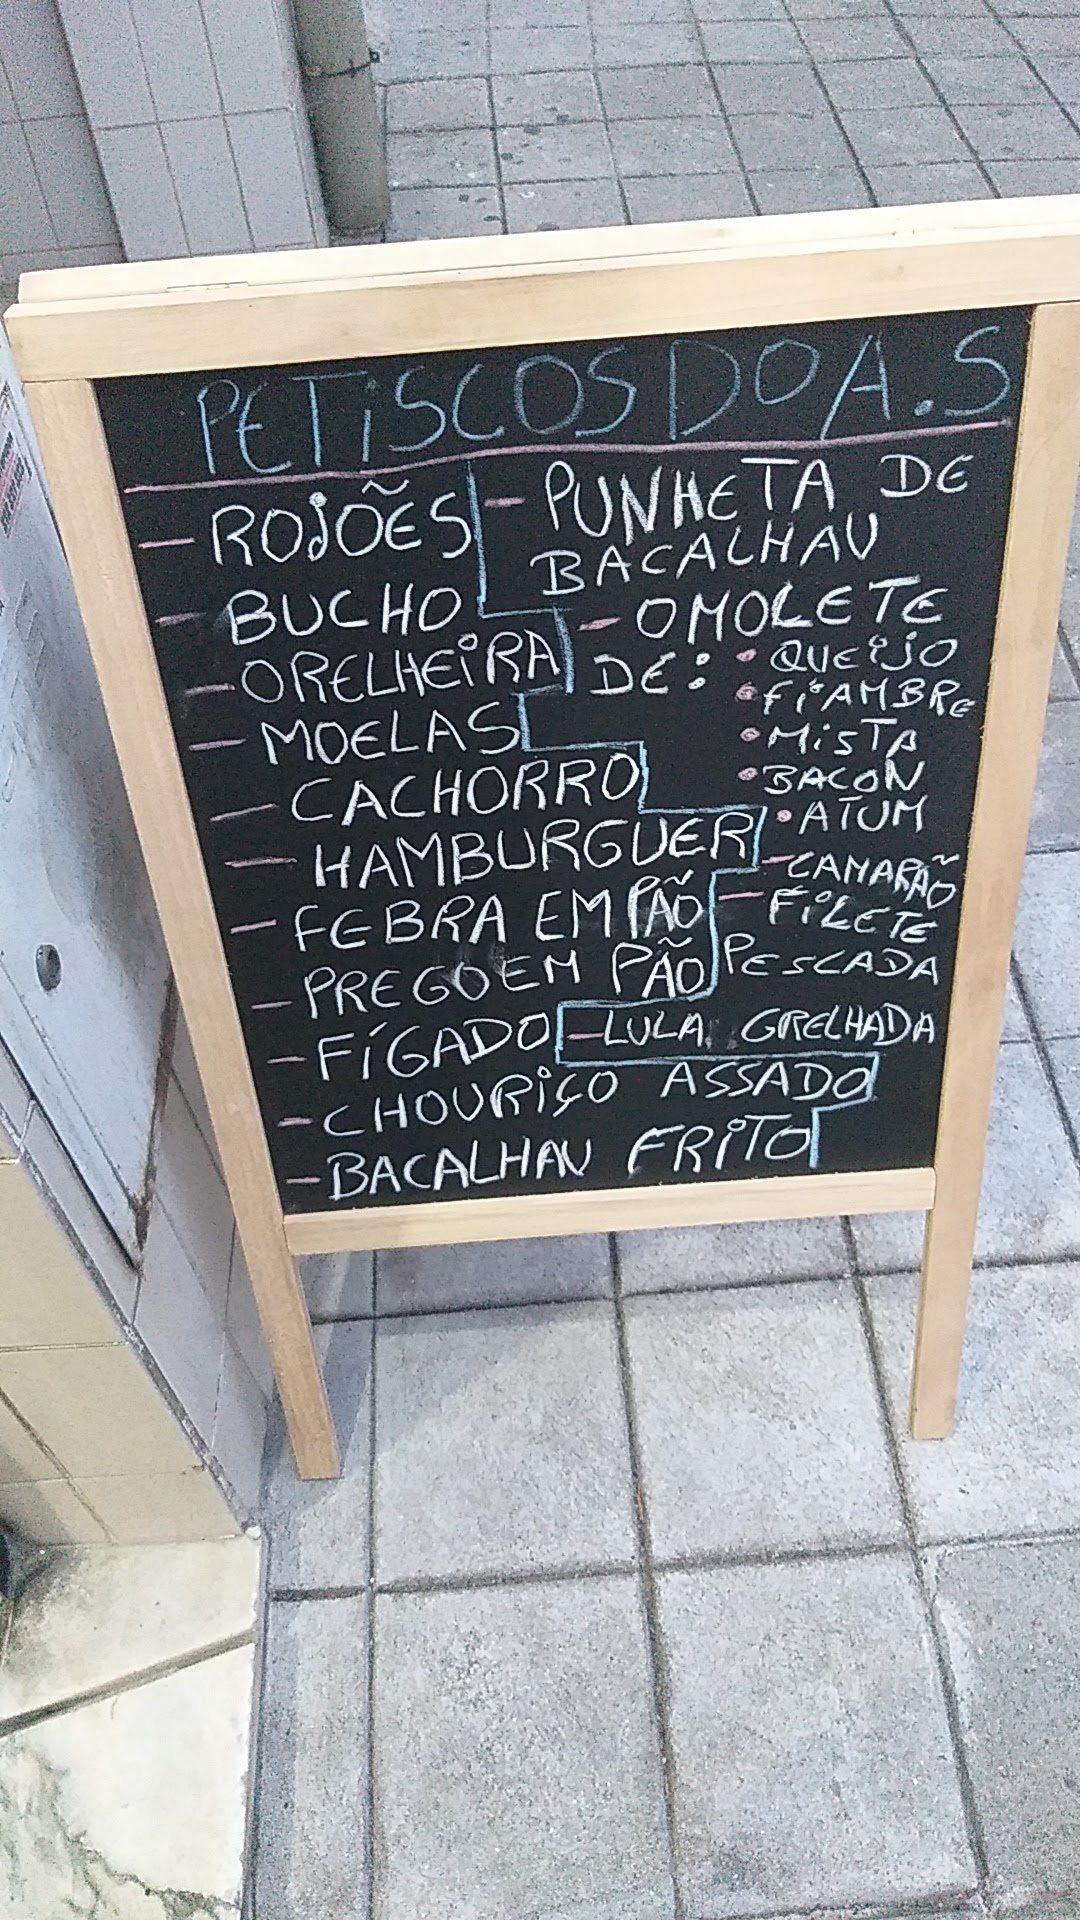 PETiSCOS DO A.S
- ROJÕES
- BUCHO
- ORELHEiRA
- MOELAS
- CACHORRO
- HAMBURGUER
- FEBRA EM PÃO
- PREGO EM PÃO
- FÍGADO
- CHOURiÇO ASSADO
- BACALHAU FRiTO
- PUNHETA DE
BACALHAU
- OMOLETE
DE: • QUEiJO
• FiAMBRE
• MiSTA
• BACON
• ATUM
- CAMARÃO
- FiLETE
PESCADA
- LULA GRELHADA